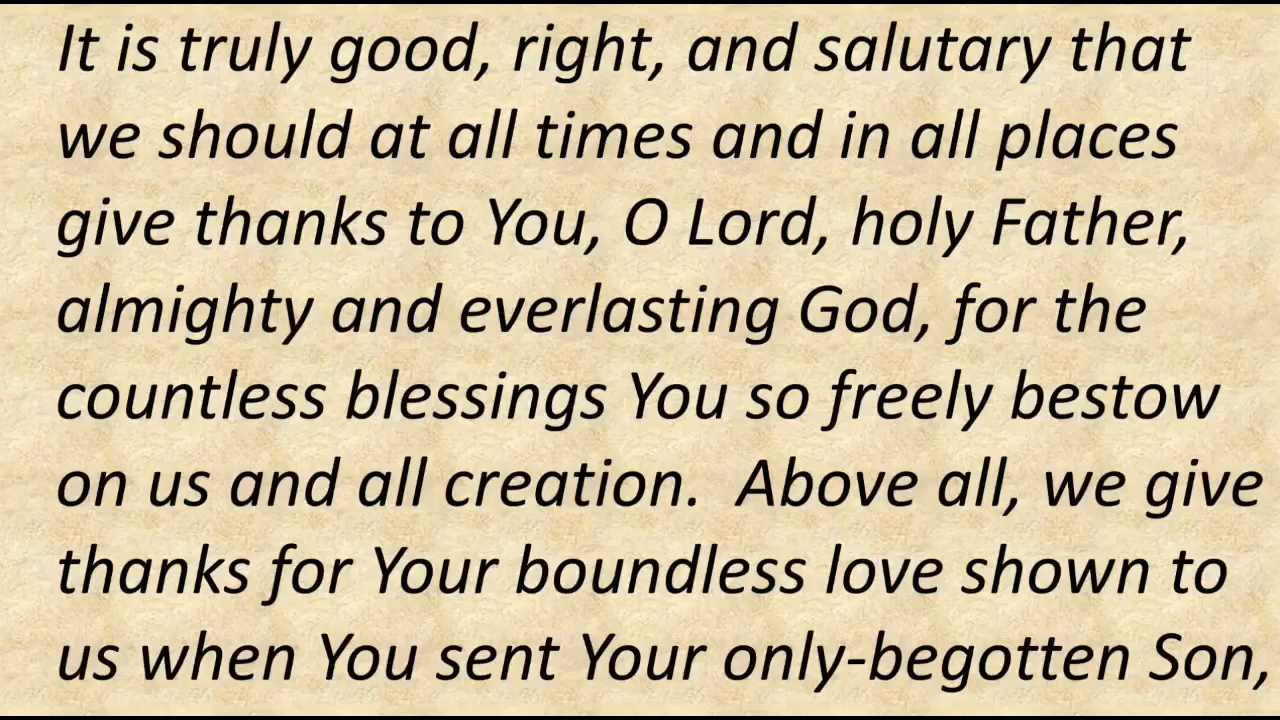 It is truly good, right, and salutary that
we should at all times and in all places
give thanks to You, O Lord, holy Father,
almighty and everlasting God, for the
countless blessings You so freely bestow
on us and all creation.  Above all, we give
thanks for Your boundless love shown to
us when You sent Your only-begotten Son,